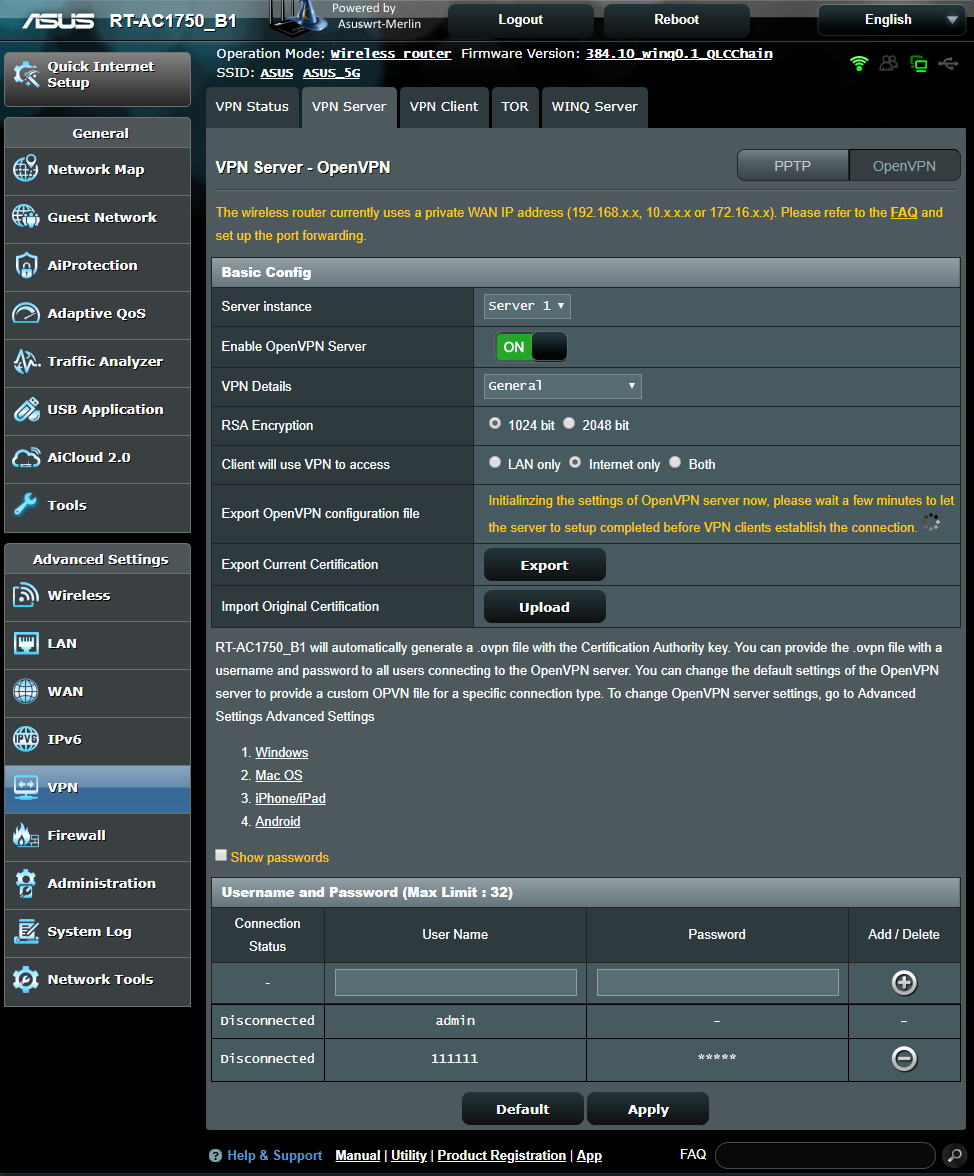 ASUS RT-AC1750_B1 Powered by Asuswrt-Merlin Logout Reboot English
Quick Internet Setup
General
Network Map
Guest Network
AiProtection
Adaptive QoS
Traffic Analyzer
USB Application
AiCloud 2.0
Tools
Advanced Settings
Wireless
LAN
WAN
IPv6
VPN
Firewall
Administration
System Log
Network Tools
Operation Mode: Wireless router Firmware Version: 384.10_winq0.1_QLCChain
SSID: ASUS ASUS_5G
VPN Status VPN Server VPN Client TOR WINQ Server
VPN Server - OpenVPN PPTP OpenVPN
The wireless router currently uses a private WAN IP address (192.168.x.x, 10.x.x.x or 172.16.x.x). Please refer to the FAQ and
set up the port forwarding.
Basic Config
Server instance Server 1
Enable OpenVPN Server ON
VPN Details General
RSA Encryption 1024 bit 2048 bit
Client will use VPN to access LAN only Internet only Both
Export OpenVPN configuration file Initialinzing the settings of OpenVPN server now, please wait a few minutes to let
the server to setup completed before VPN clients establish the connection.
Export Current Certification Export
Import Original Certification Upload
RT-AC1750_B1 will automatically generate a .ovpn file with the Certification Authority key. You can provide the .ovpn file with a
username and password to all users connecting to the OpenVPN server. You can change the default settings of the OpenVPN
server to provide a custom OPVN file for a specific connection type. To change OpenVPN server settings, go to Advanced
Settings Advanced Settings
1. Windows
2. Mac OS
3. iPhone/iPad
4. Android
Show passwords
Username and Password (Max Limit : 32)
Connection Status User Name Password Add / Delete
-
Disconnected admin - -
Disconnected 111111 *****
Default Apply
Help & Support Manual | Utility | Product Registration | App FAQ